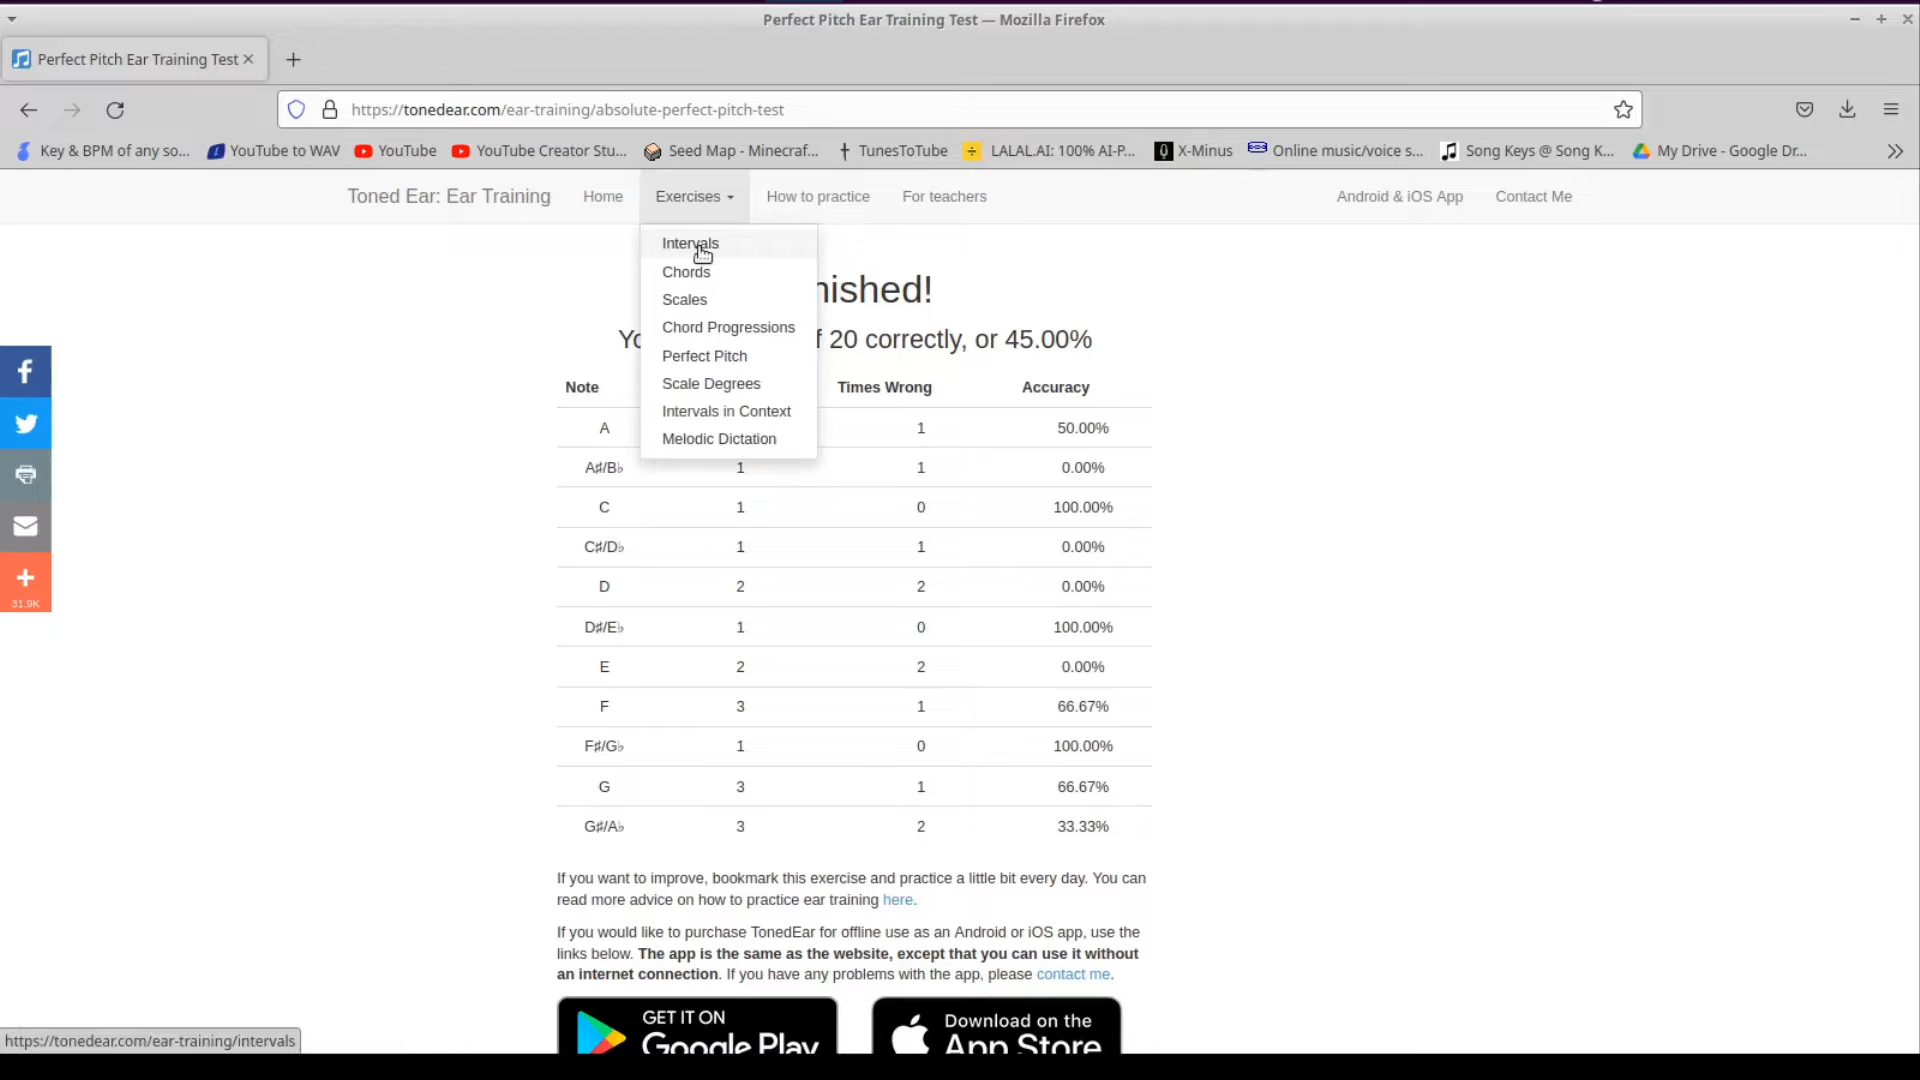 Perfect Pitch Ear Training Test — Mozilla Firefox
Perfect Pitch Ear Training Test
https://tonedear.com/ear-training/absolute-perfect-pitch-test
Key & BPM of any so... YouTube to WAV YouTube YouTube Creator Stu... Seed Map - Minecraf... TunesToTube LALAL.AI: 100% AI-P... X-Minus Online music/voice s... Song Keys @ Song K... My Drive - Google Dr...
Toned Ear: Ear Training Home Exercises How to practice For teachers Android & iOS App Contact Me
Intervals
Chords
Scales
Chord Progressions
Perfect Pitch
Scale Degrees
Intervals in Context
Melodic Dictation
nished!
20 correctly, or 45.00%
Note Times Wrong Accuracy
A 1 50.00%
A♯/B♭ 1 1 0.00%
C 1 0 100.00%
C♯/D♭ 1 1 0.00%
D 2 2 0.00%
D♯/E♭ 1 0 100.00%
E 2 2 0.00%
F 3 1 66.67%
F♯/G♭ 1 0 100.00%
G 3 1 66.67%
G♯/A♭ 3 2 33.33%
31.9K
If you want to improve, bookmark this exercise and practice a little bit every day. You can
read more advice on how to practice ear training here.
If you would like to purchase TonedEar for offline use as an Android or iOS app, use the
links below. The app is the same as the website, except that you can use it without
an internet connection. If you have any problems with the app, please contact me.
GET IT ON
Google Play
Download on the
App Store
https://tonedear.com/ear-training/intervals